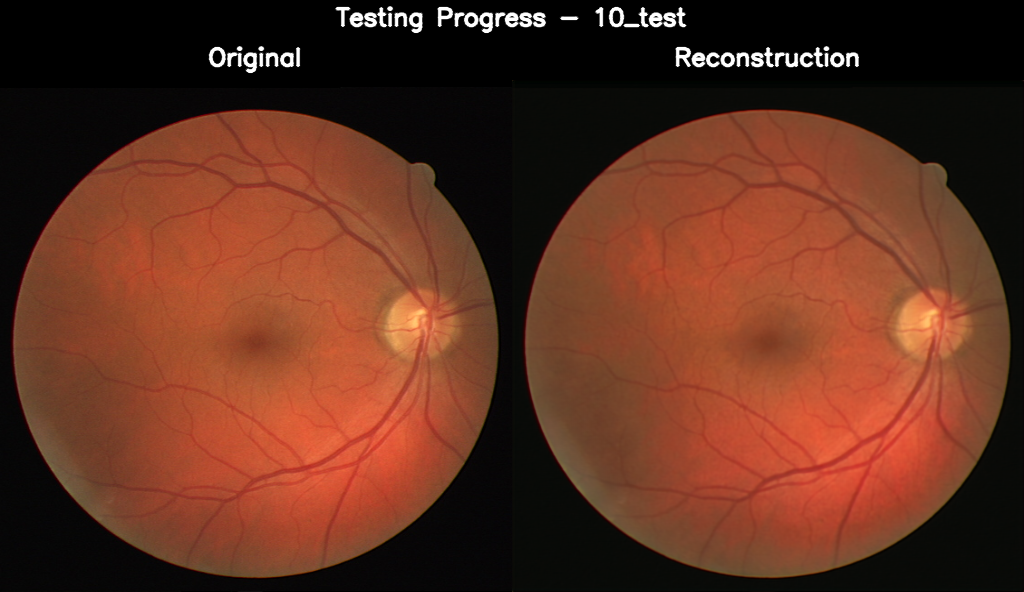 Testing Progress - 10_test
Original
Reconstruction